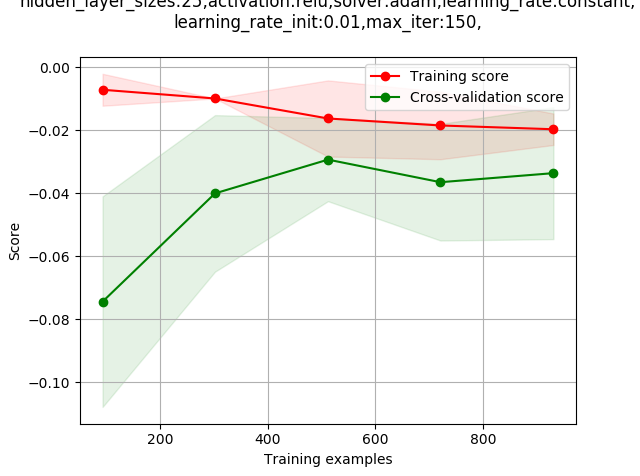 hidden_layer_sizes:25,activation:relu,solver:adam,learning_rate:constant,
learning_rate_init:0.01,max_iter:150,
0.00
−0.02
−0.04
−0.06
−0.08
−0.10
Score
Training score
Cross-validation score
200
400
600
800
Training examples